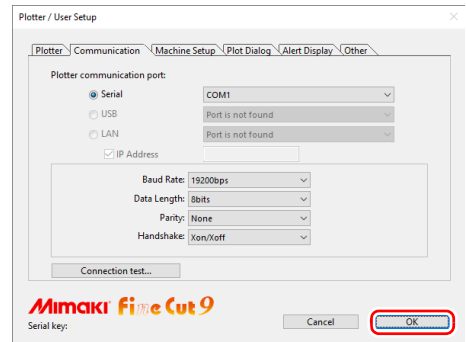 Plotter / User Setup
Plotter Communication Machine Setup Plot Dialog Alert Display Other
Plotter communication port:
Serial COM1
USB Port is not found
LAN Port is not found
IP Address
Baud Rate: 19200bps
Data Length: 8bits
Parity: None
Handshake: Xon/Xoff
Connection test...
Mimaki FineCut9
Serial key:
Cancel OK